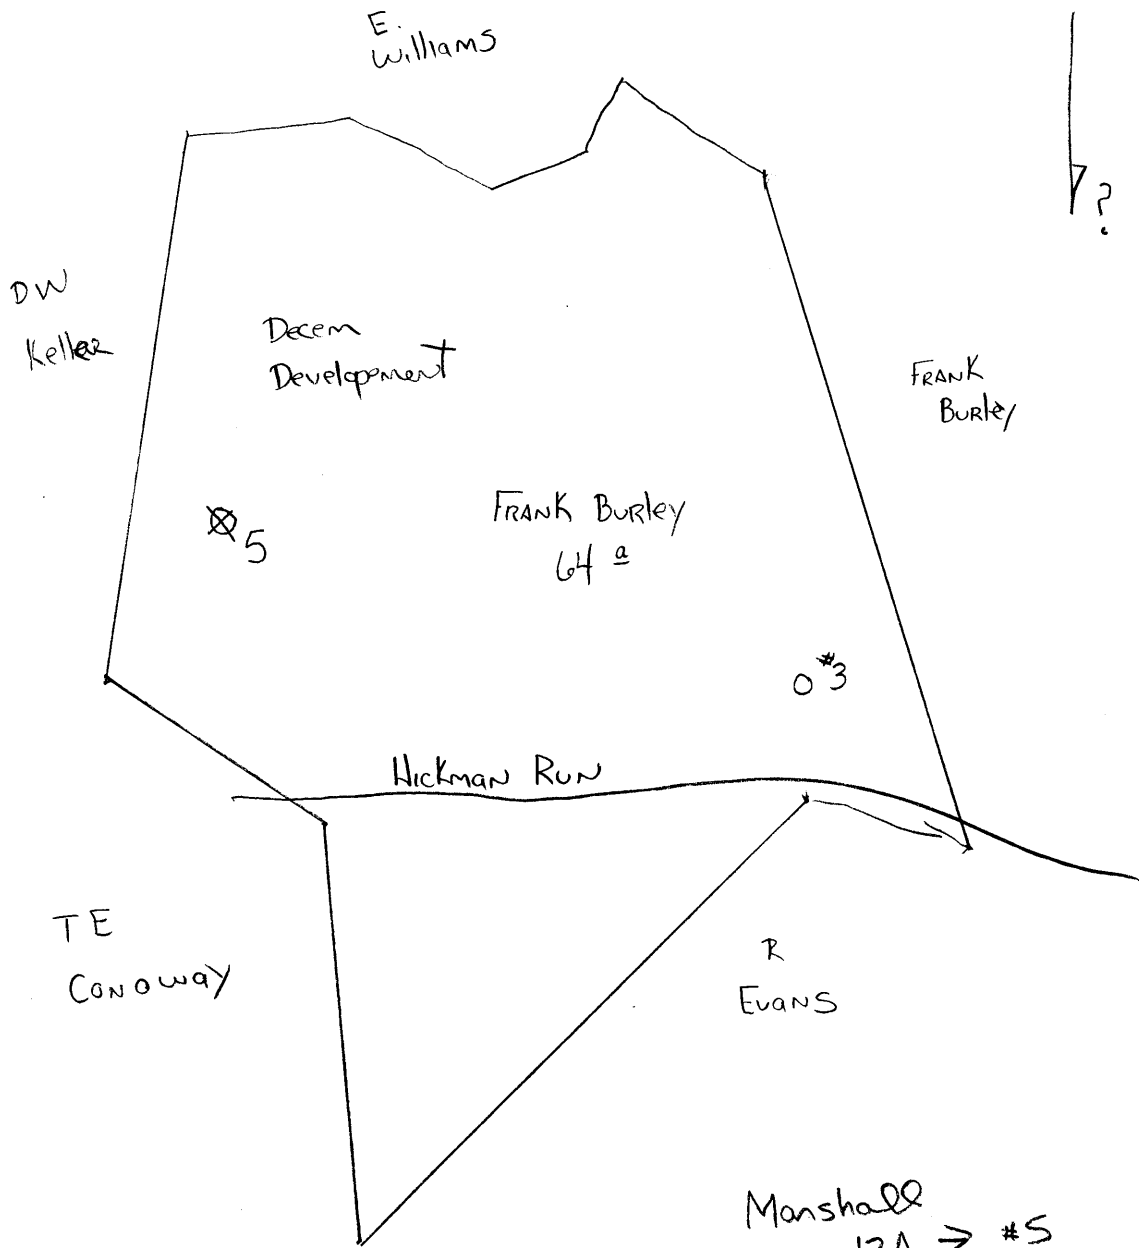 E.
Williams
?
DW
Keller
Decem
Development
FRANK
Burley
FRANK BURLEY
64 a
5
#3
HICKMAN RUN
TE
CONOWAY
R
EVANS
Marshall
12A → #5